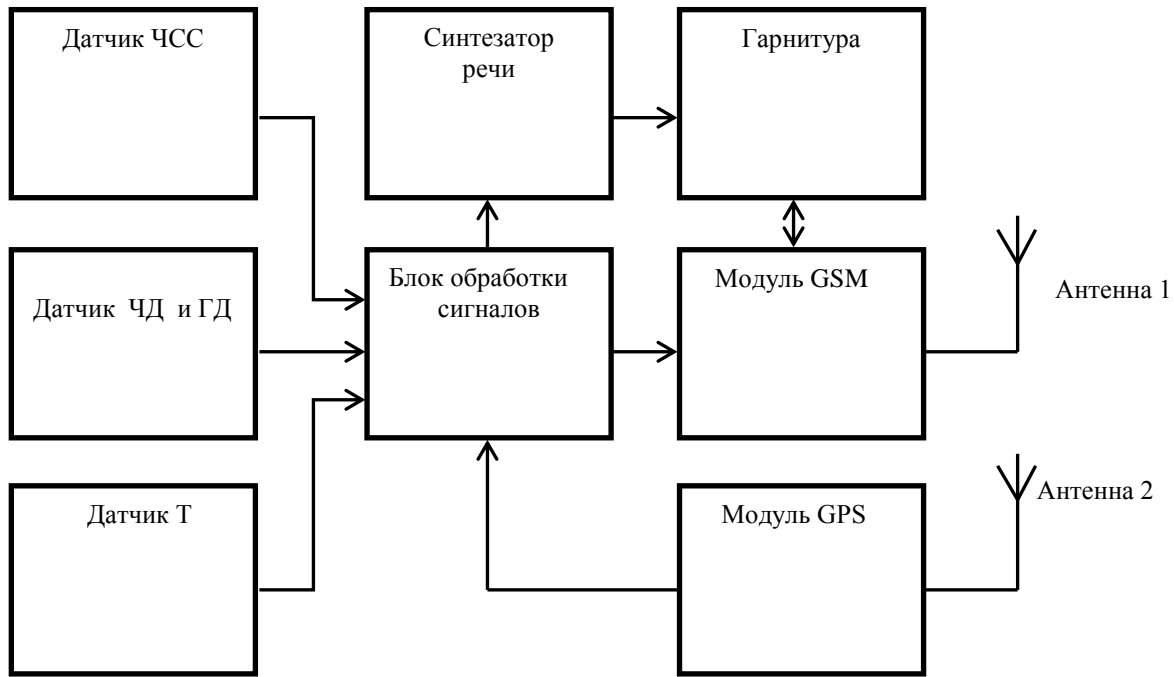 Датчик ЧСС
Синтезатор
речи
Гарнитура
Датчик ЧД и ГД
Блок обработки
сигналов
Модуль GSM
Антенна 1
Датчик Т
Модуль GPS
Антенна 2